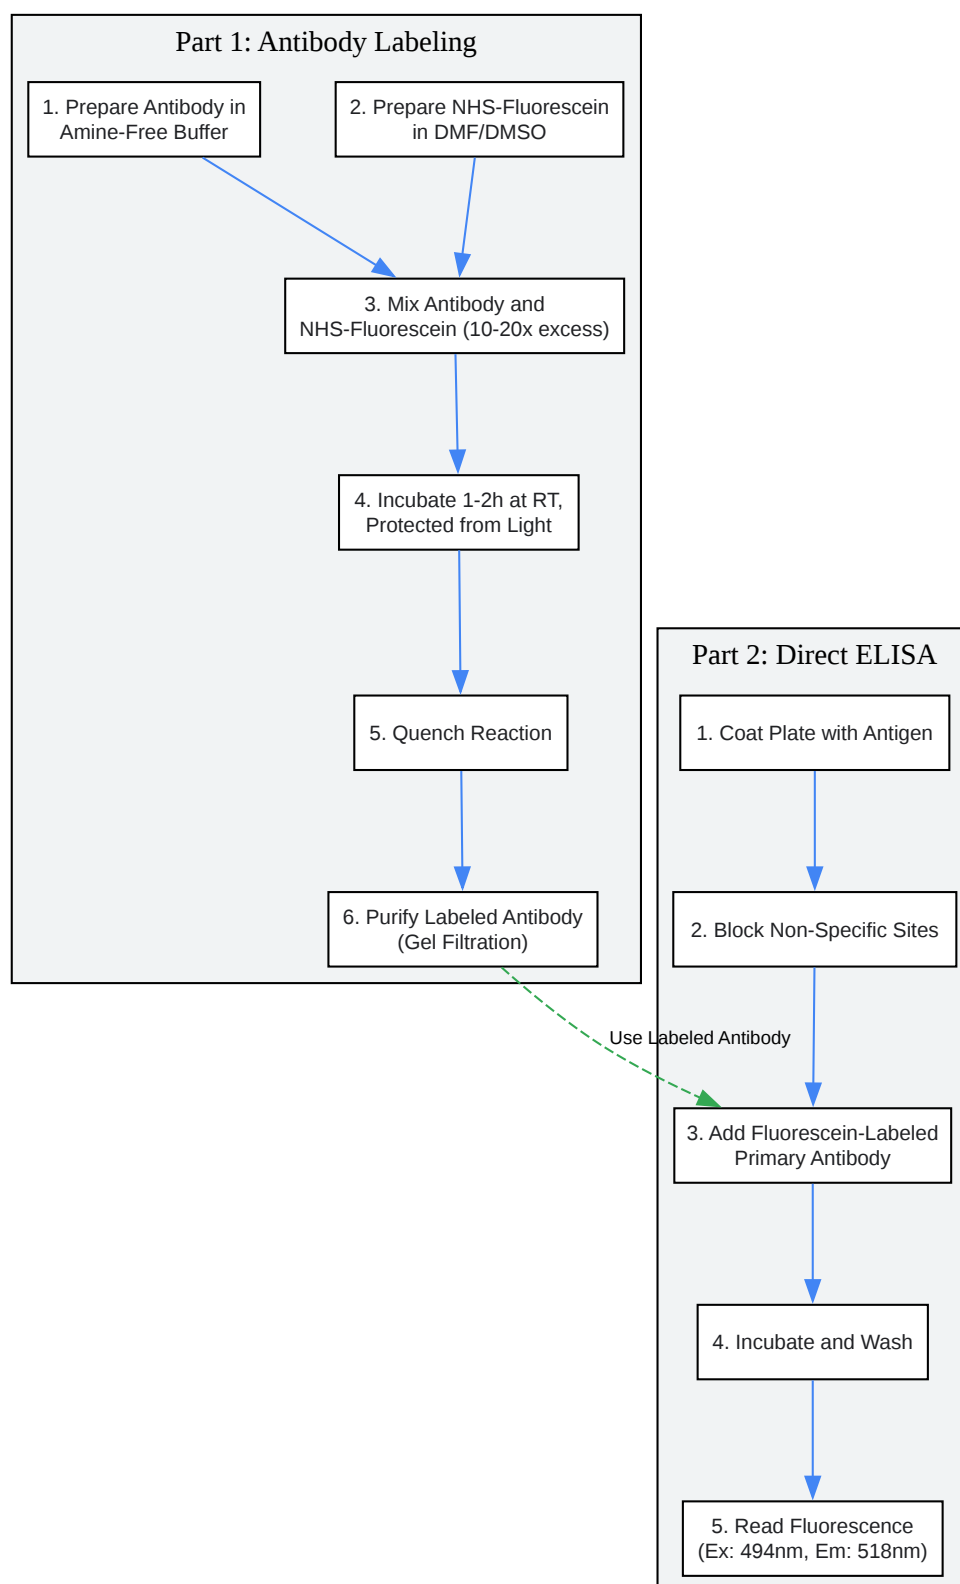 Part 1: Antibody Labeling
1. Prepare Antibody in
Amine-Free Buffer
2. Prepare NHS-Fluorescein
in DMF/DMSO
3. Mix Antibody and
NHS-Fluorescein (10-20x excess)
4. Incubate 1-2h at RT,
Protected from Light
5. Quench Reaction
6. Purify Labeled Antibody
(Gel Filtration)
Use Labeled Antibody
Part 2: Direct ELISA
1. Coat Plate with Antigen
2. Block Non-Specific Sites
3. Add Fluorescein-Labeled
Primary Antibody
4. Incubate and Wash
5. Read Fluorescence
(Ex: 494nm, Em: 518nm)